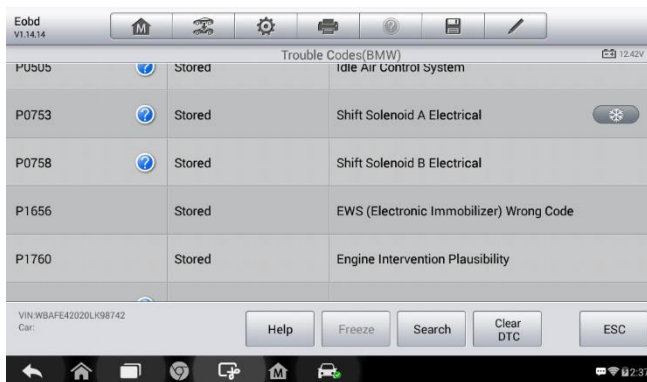 Eobd
V1.14.14
Trouble Codes(BMW)
12.42V
P0505 Stored Idle Air Control System
P0753 Stored Shift Solenoid A Electrical
P0758 Stored Shift Solenoid B Electrical
P1656 Stored EWS (Electronic Immobilizer) Wrong Code
P1760 Stored Engine Intervention Plausibility
VIN:WBAFE42020LK98742
Car:
Help Freeze Search Clear DTC ESC
2:37